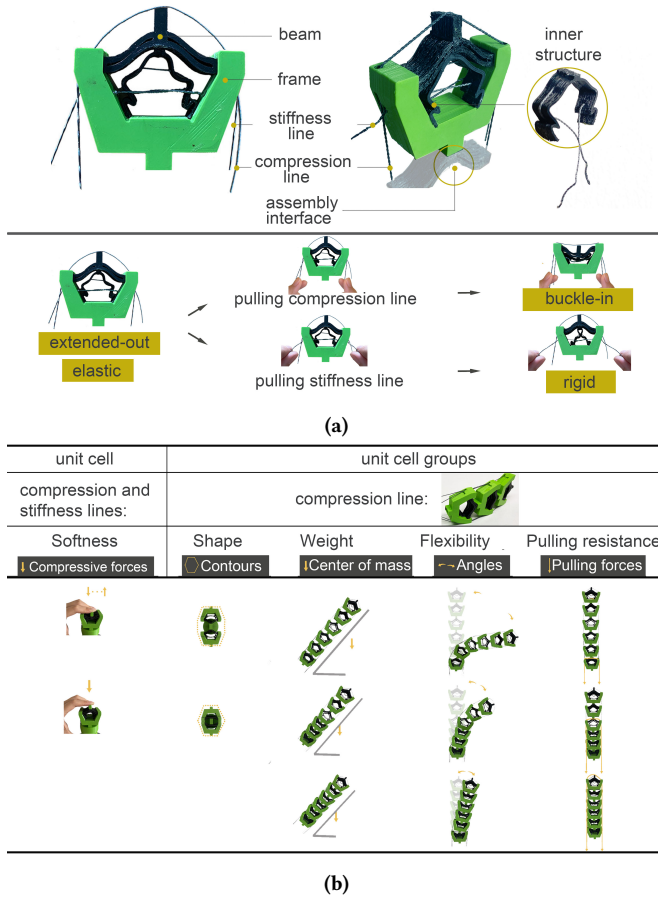 beam
inner
structure
frame
stiffness
line
compression
line
assembly
interface
pulling compression line
buckle-in
extended-out
elastic
pulling stiffness line
rigid
(a)
unit cell
unit cell groups
compression and
stiffness lines:
compression line:
Softness
Shape
Weight
Flexibility
Pulling resistance
Compressive forces
Contours
Center of mass
Angles
Pulling forces
(b)